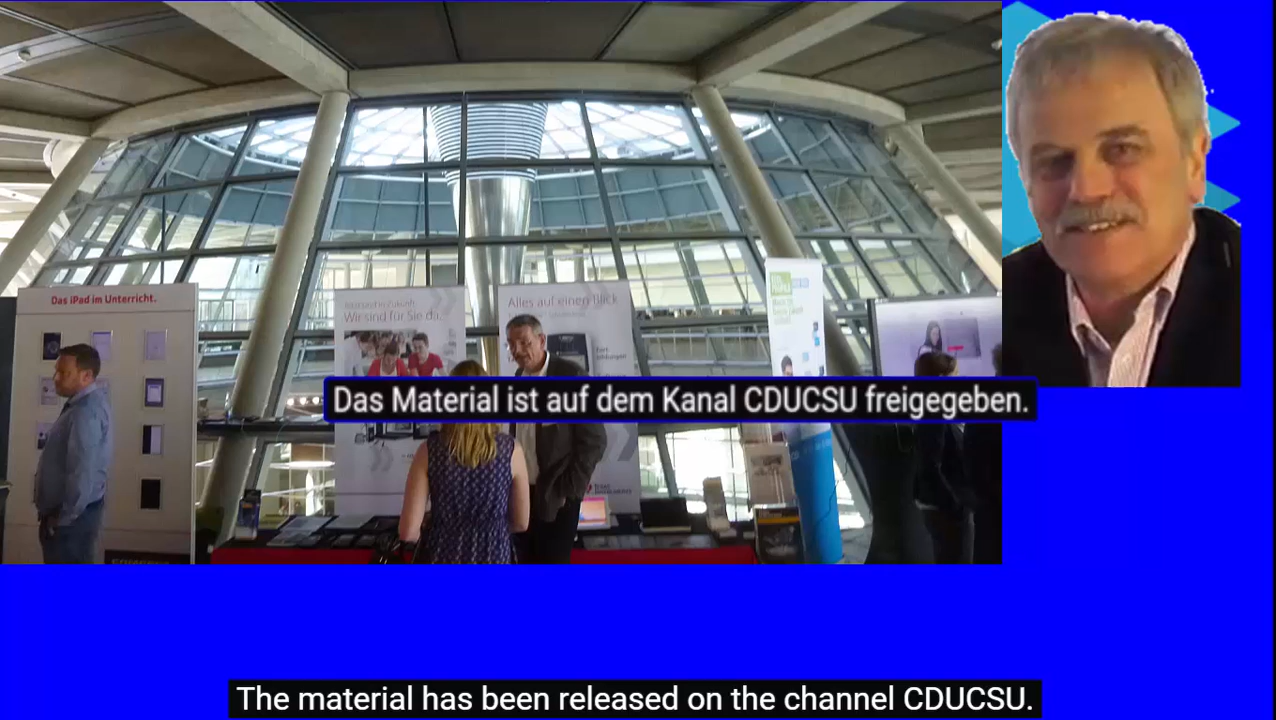 Das iPad im Unterricht.
Wir sind für Sie da.
Alles auf einen Blick
Das Material ist auf dem Kanal CDUCSU freigegeben.
The material has been released on the channel CDUCSU.